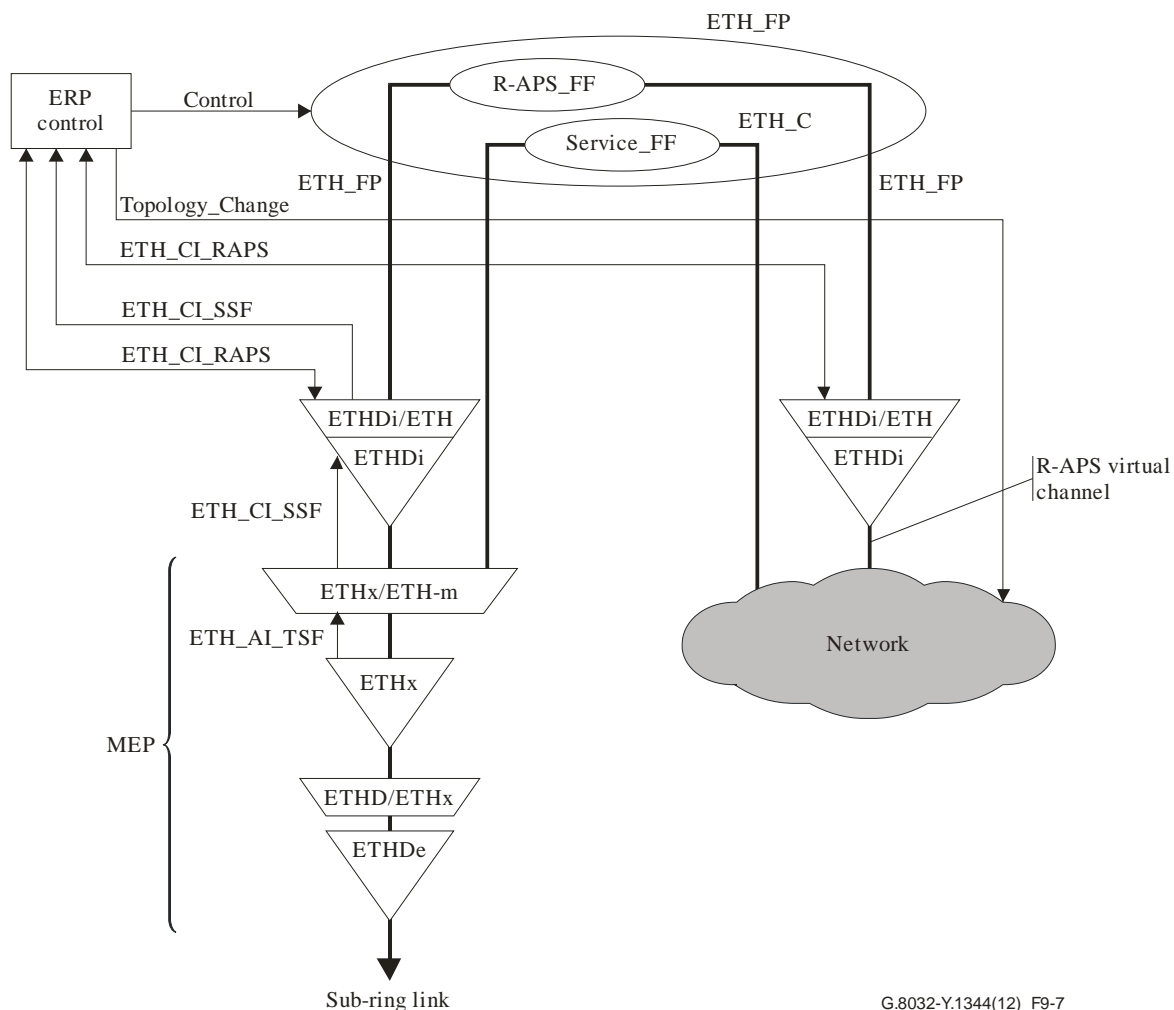 ETH_FP
R-APS_FF
ERP
control
Control
ETH_C
Service_FF
ETH_FP
ETH_FP
Topology_Change
ETH_CI_RAPS
ETH_CI_SSF
ETH_CI_RAPS
ETHDi/ETH
ETHDi
ETHDi/ETH
ETHDi
R-APS virtual
channel
ETH_CI_SSF
ETHx/ETH-m
ETH_AI_TSF
Network
ETHx
MEP
ETHD/ETHx
ETHDe
Sub-ring link
G.8032-Y.1344(12)_F9-7